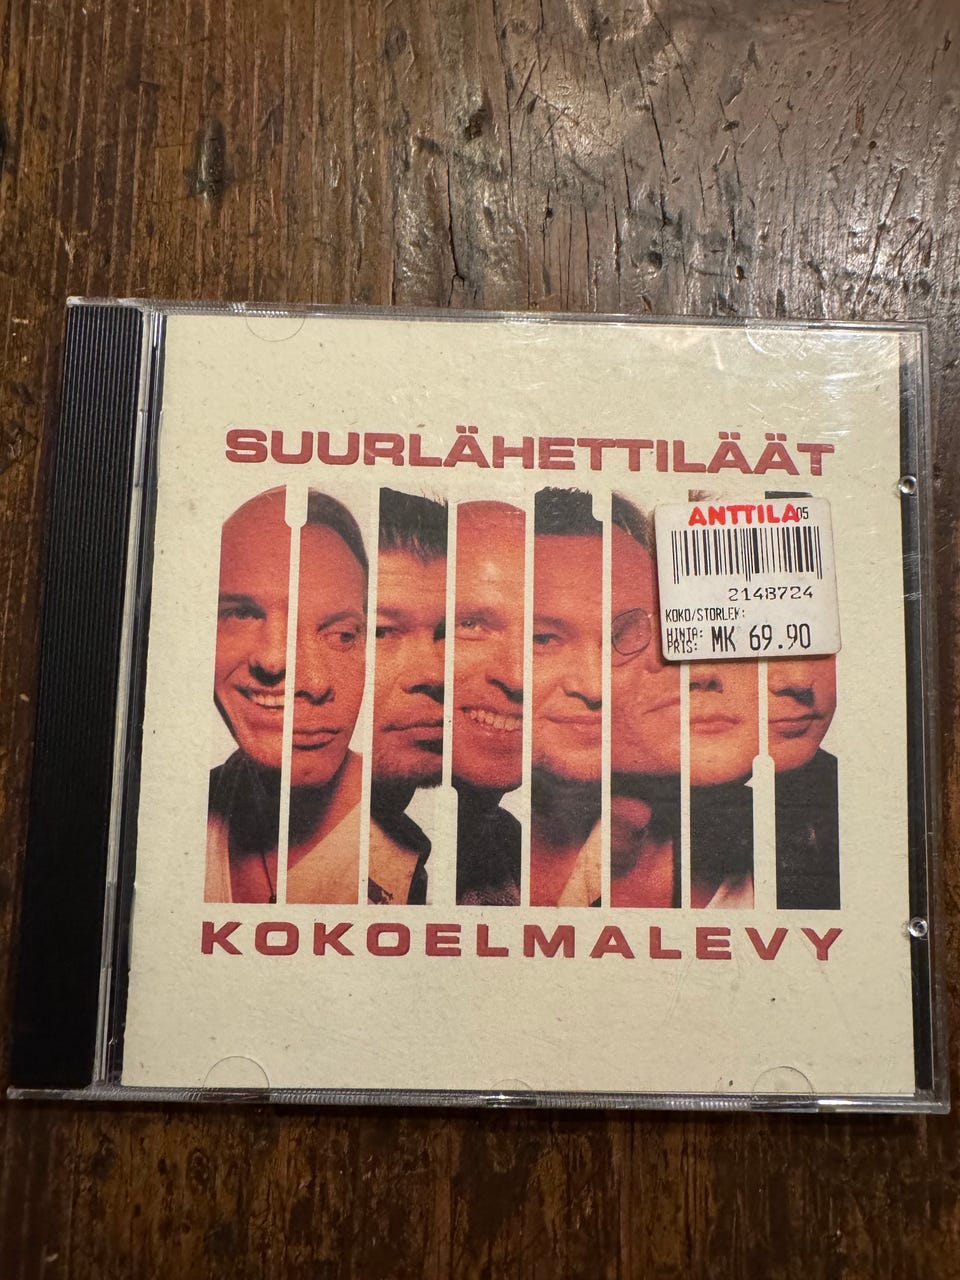 SUURLÄHETTILÄÄT
ANTTILA 05
2148724
KOKO/STORLEK:
HINTA:
PRIS: MK 69.90
KOKOELMALEVY